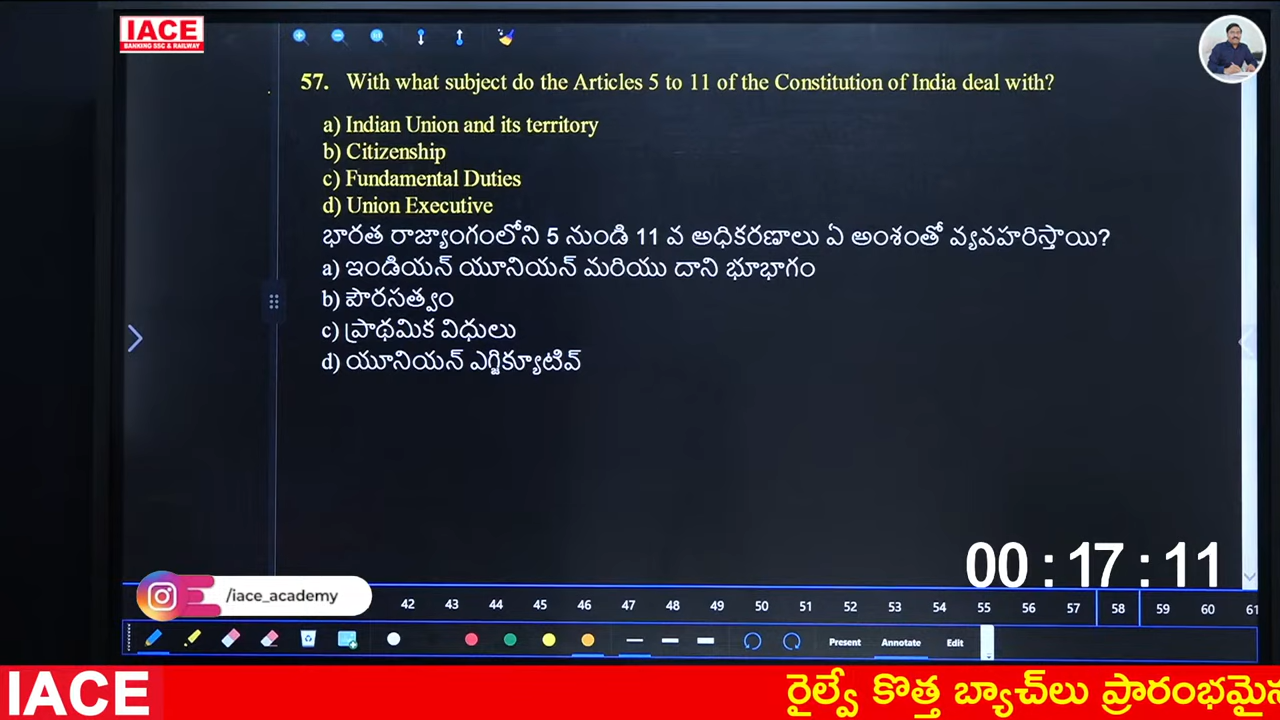 IACE
BANKING SSC & RAILWAY
57. With what subject do the Articles 5 to 11 of the Constitution of India deal with?
a) Indian Union and its territory
b) Citizenship
c) Fundamental Duties
d) Union Executive
భారత రాజ్యాంగంలోని 5 నుండి 11 వ అధికరణాలు ఏ అంశంతో వ్యవహరిస్తాయి?
a) ఇండియన్ యూనియన్ మరియు దాని భూభాగం
b) పౌరసత్వం
c) ప్రాథమిక విధులు
d) యూనియన్ ఎగ్జిక్యూటివ్
00 : 17 : 11
/iace_academy
42 43 44 45 46 47 48 49 50 51 52 53 54 55 56 57 58 59 60 61
Present Annotate Edit
IACE రైల్వే కొత్త బ్యాచ్‌లు ప్రారంభమైన